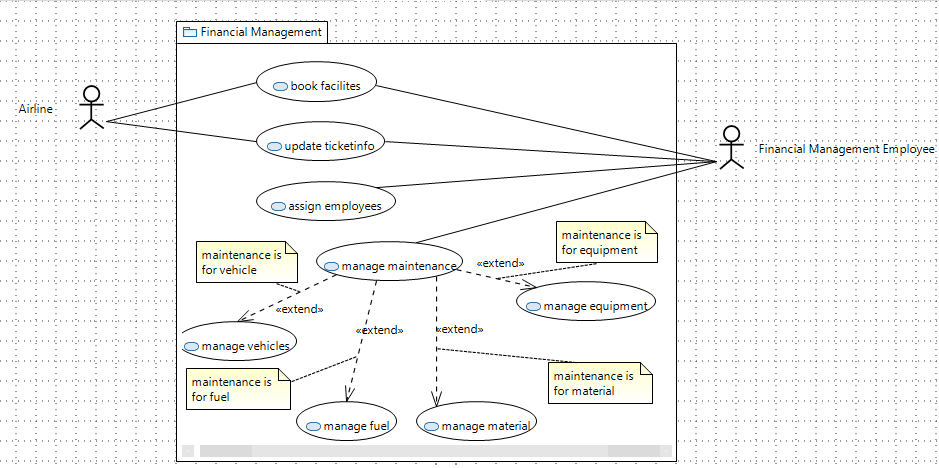 Financial Management
book facilites
Airline
update ticketinfo
Financial Management Employee
assign employees
maintenance is
for equipment
maintenance is
for vehicle
manage maintenance
«extend»
«extend»
manage equipment
«extend»
«extend»
manage vehicles
maintenance is
for fuel
maintenance is
for material
manage fuel
manage material